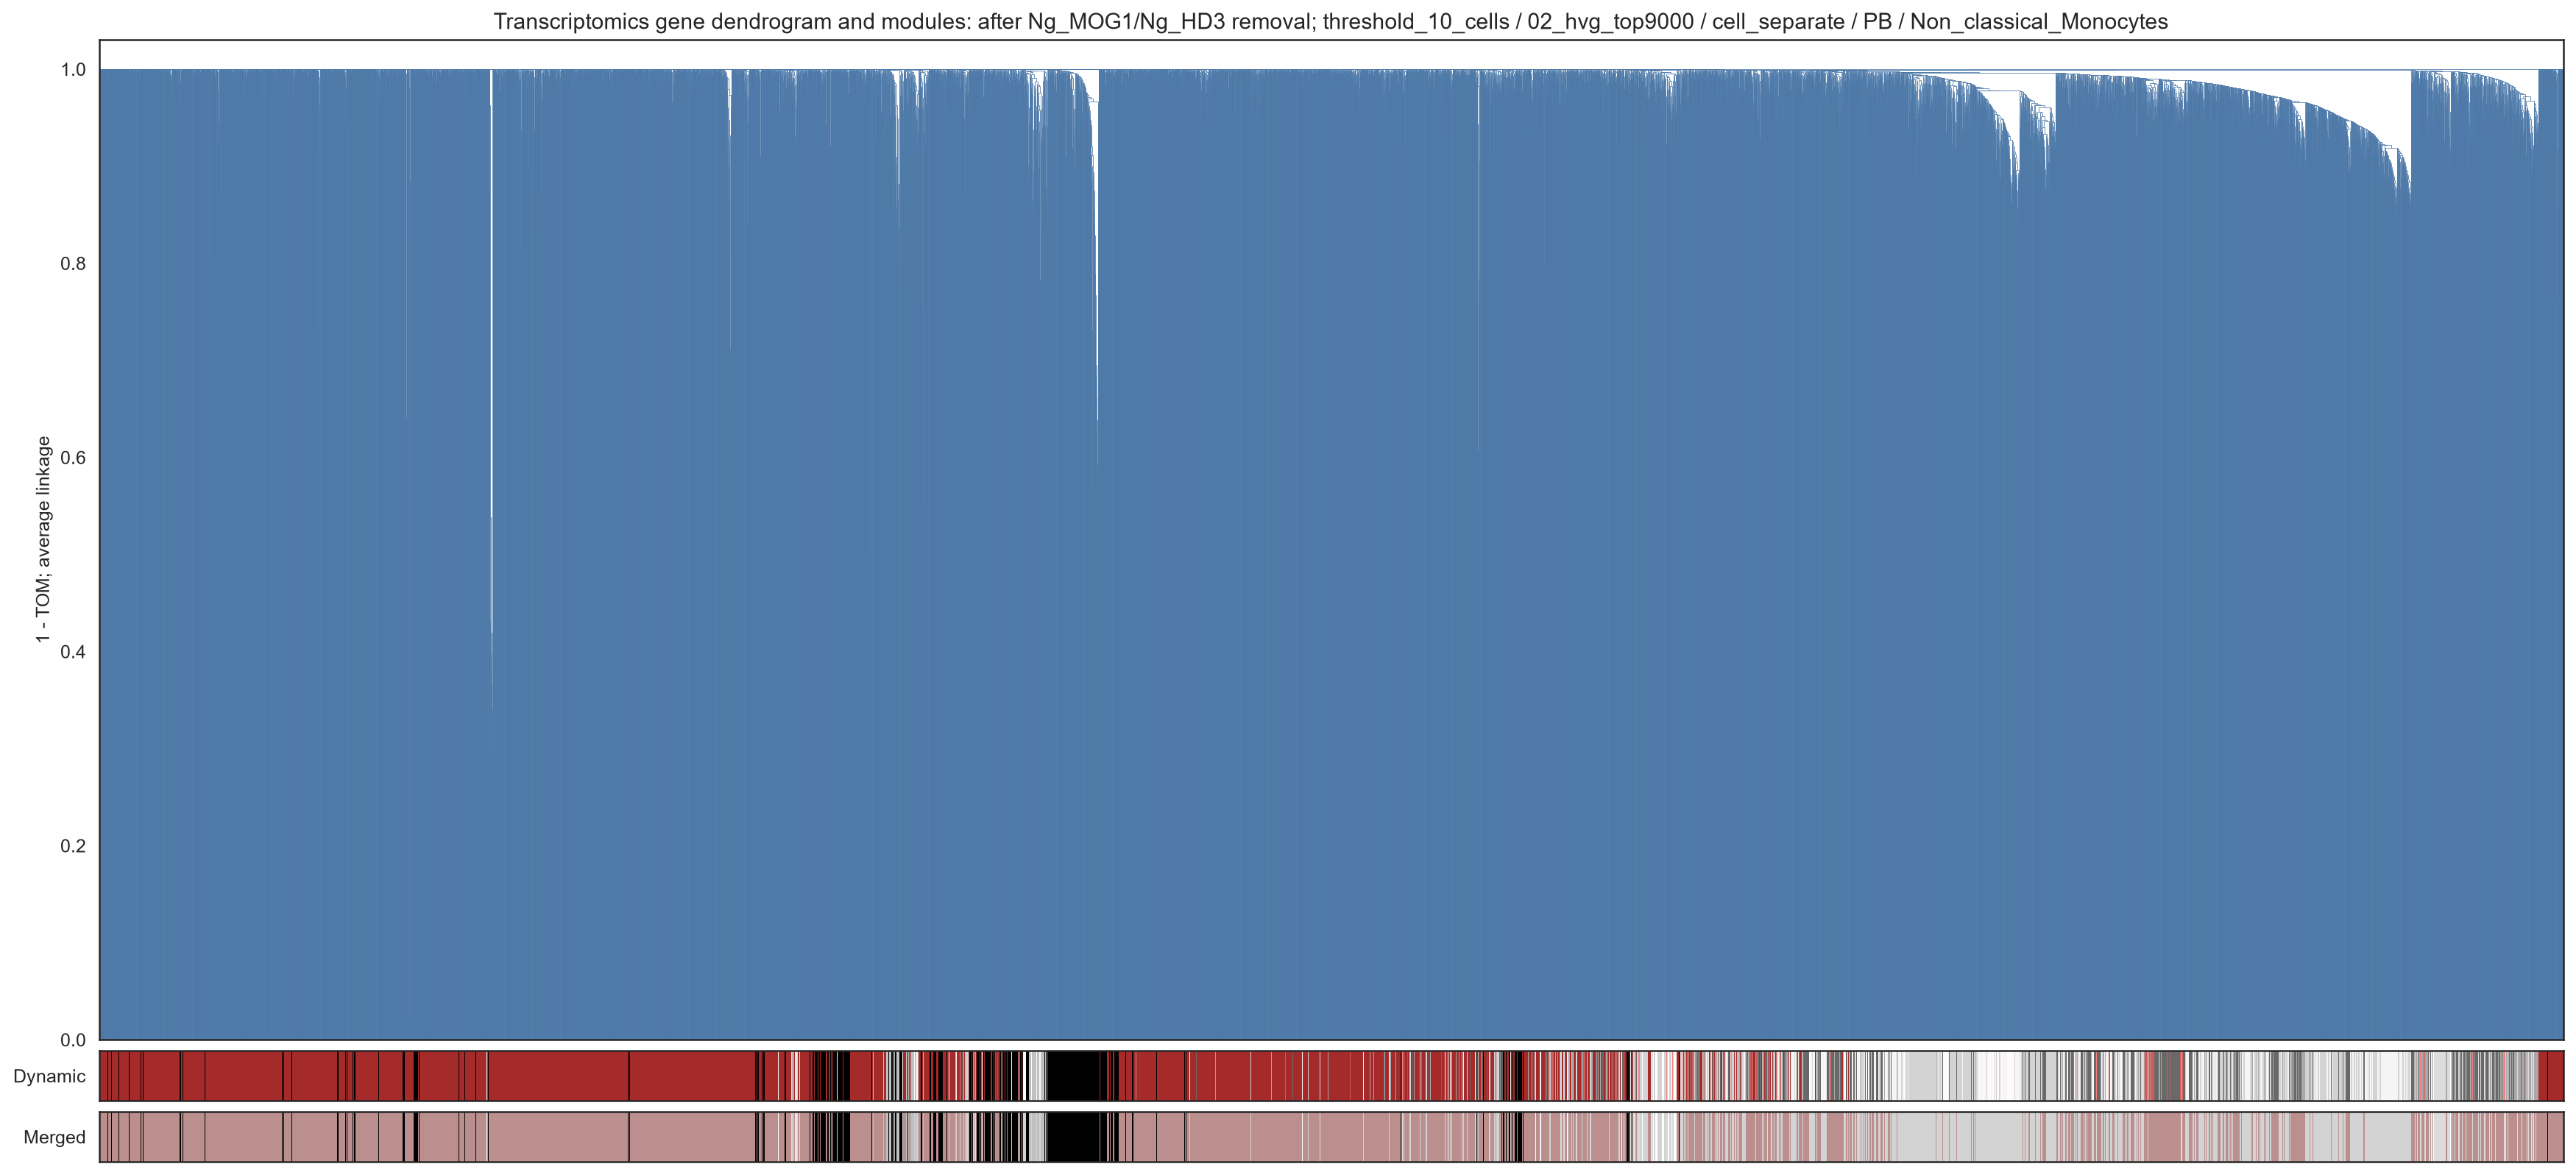 Transcriptomics gene dendrogram and modules: after Ng_MOG1/Ng_HD3 removal; threshold_10_cells / 02_hvg_top9000 / cell_separate / PB / Non_classical_Monocytes
1.0
0.8
0.6
0.4
0.2
0.0
1 - TOM; average linkage
Dynamic
Merged